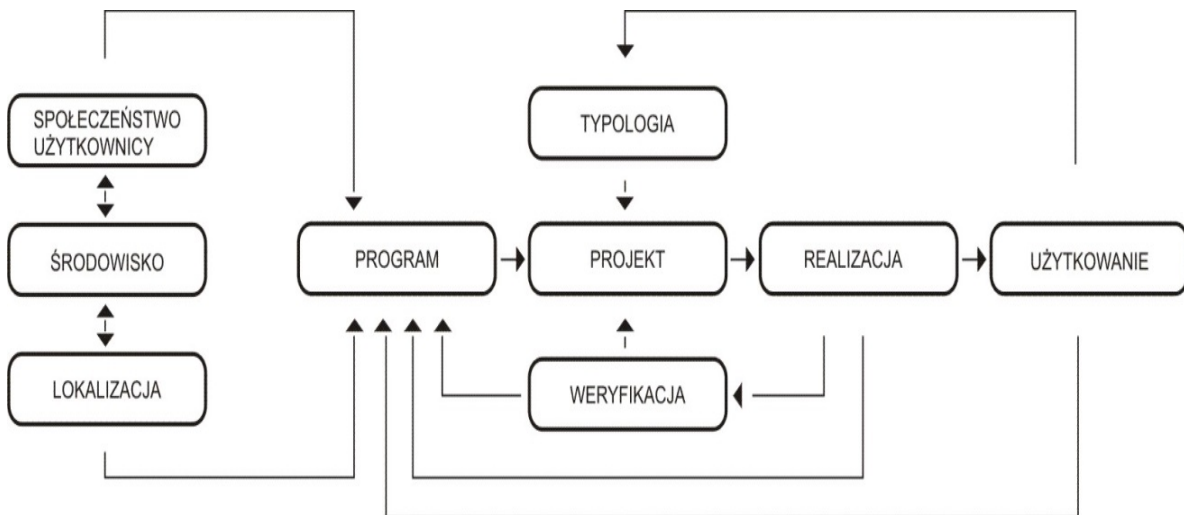 SPOŁECZEŃSTWO
UŻYTKOWNICY
TYPOLOGIA
ŚRODOWISKO
PROGRAM
PROJEKT
REALIZACJA
UŻYTKOWANIE
LOKALIZACJA
WERYFIKACJA